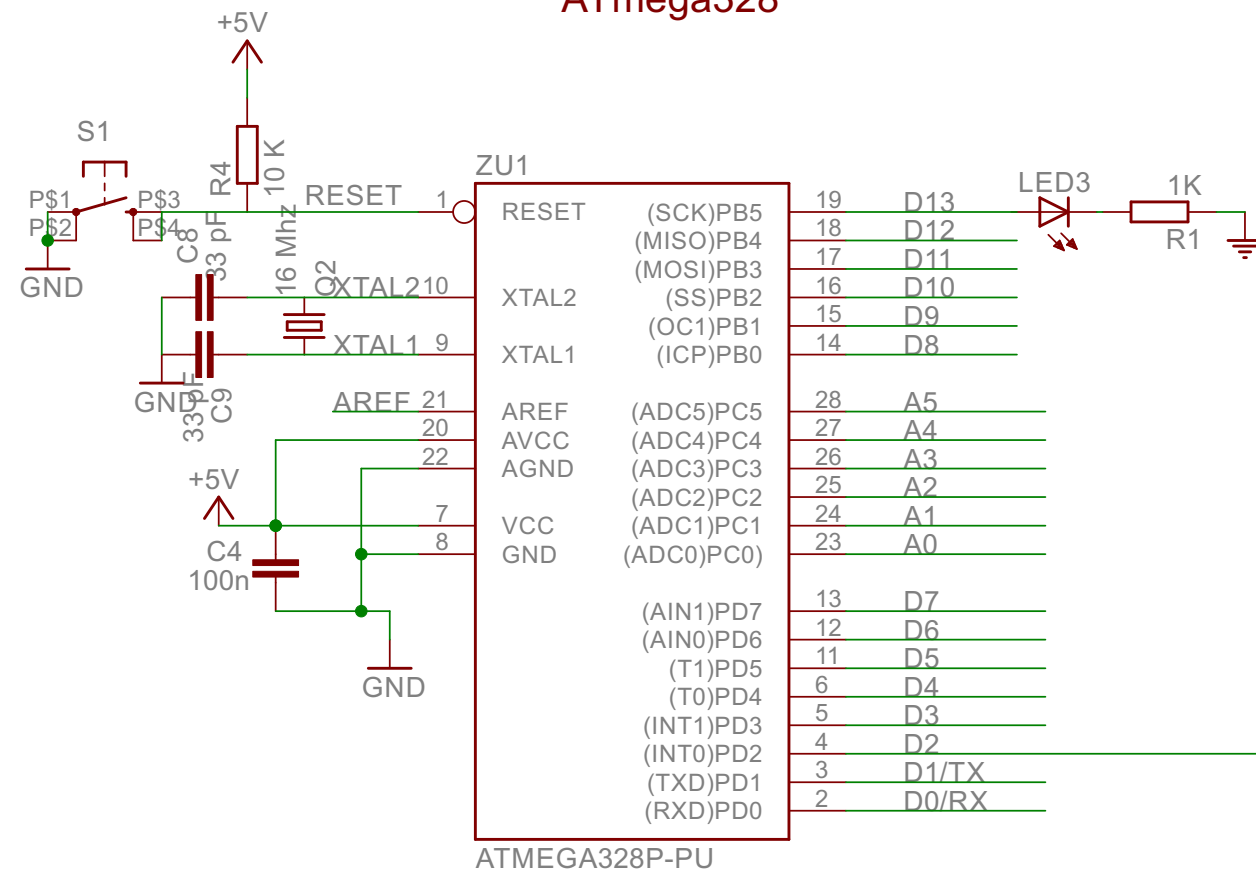 ATmega328
+5V
S1
R4
10 K
P$1
P$3
P$2
P$4
GND
RESET
C8
33 pF
16 Mhz
Q2
XTAL2
XTAL1
GND
33 pF
C9
AREF
+5V
C4
100n
GND
ZU1
1 RESET
10 XTAL2
9 XTAL1
21 AREF
20 AVCC
22 AGND
7 VCC
8 GND
(SCK)PB5 19 D13
(MISO)PB4 18 D12
(MOSI)PB3 17 D11
(SS)PB2 16 D10
(OC1)PB1 15 D9
(ICP)PB0 14 D8
(ADC5)PC5 28 A5
(ADC4)PC4 27 A4
(ADC3)PC3 26 A3
(ADC2)PC2 25 A2
(ADC1)PC1 24 A1
(ADC0)PC0) 23 A0
(AIN1)PD7 13 D7
(AIN0)PD6 12 D6
(T1)PD5 11 D5
(T0)PD4 6 D4
(INT1)PD3 5 D3
(INT0)PD2 4 D2
(TXD)PD1 3 D1/TX
(RXD)PD0 2 D0/RX
ATMEGA328P-PU
LED3
1K
R1